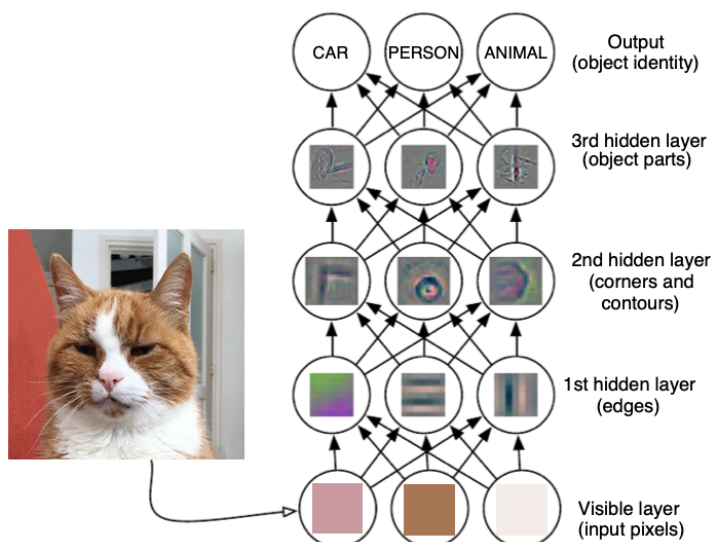 CAR
PERSON
ANIMAL
Output
(object identity)
3rd hidden layer
(object parts)
2nd hidden layer
(corners and
contours)
1st hidden layer
(edges)
Visible layer
(input pixels)